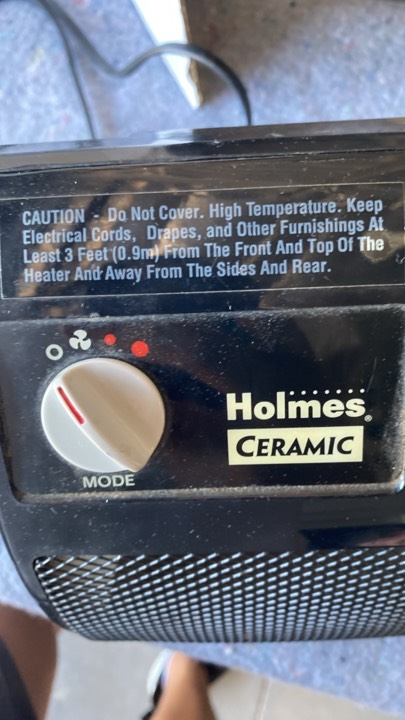 CAUTION - Do Not Cover. High Temperature. Keep
Electrical Cords, Drapes, and Other Furnishings At
Least 3 Feet (0.9m) From The Front And Top Of The
Heater And Away From The Sides And Rear.
Holmes®
CERAMIC
MODE